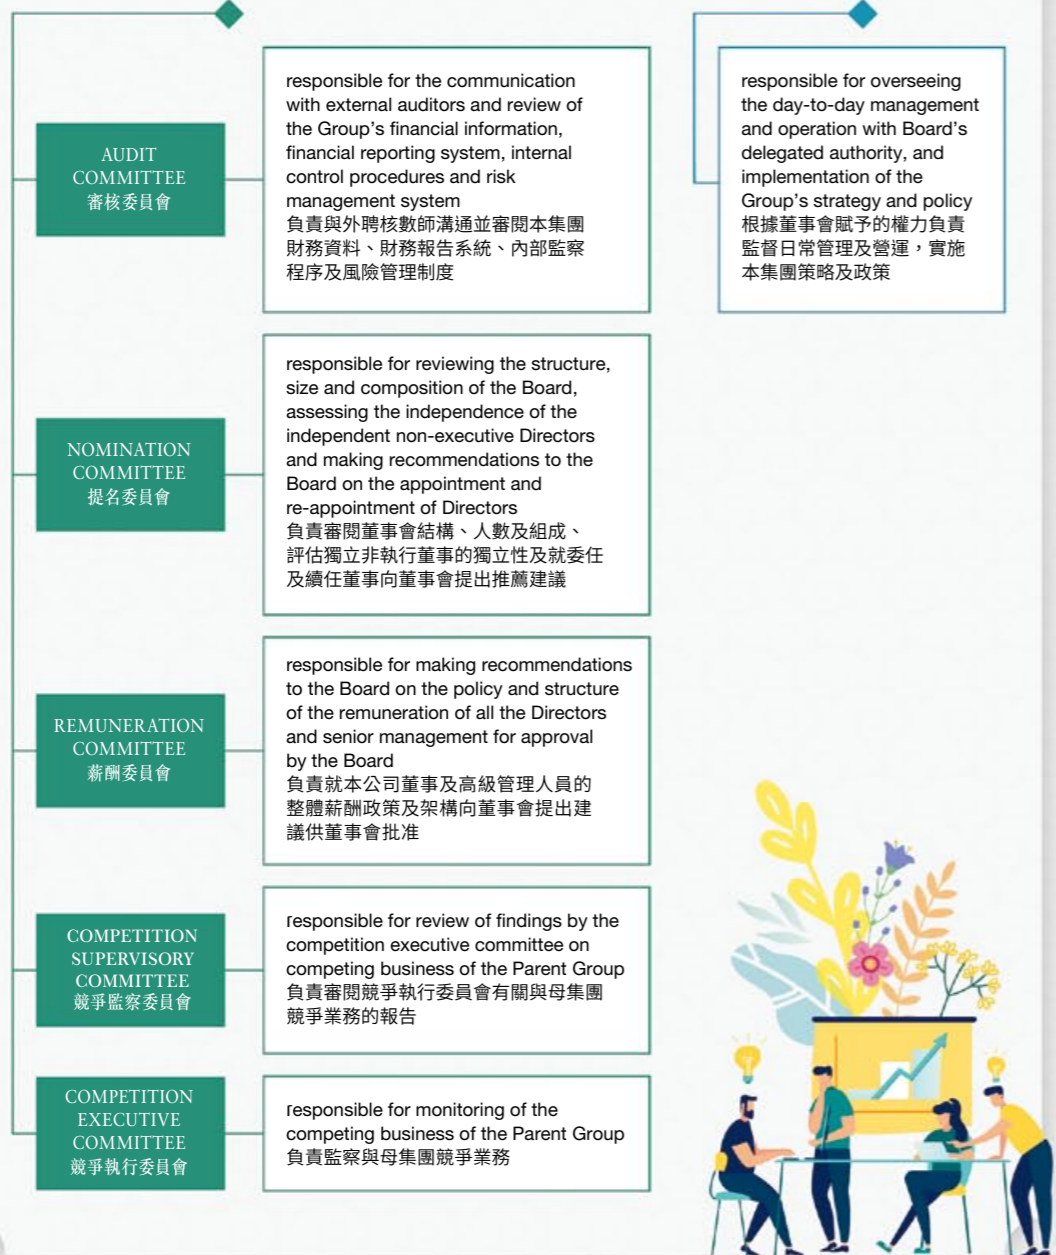 AUDIT
COMMITTEE
審核委員會
responsible for the communication
with external auditors and review of
the Group's financial information,
financial reporting system, internal
control procedures and risk
management system
負責與外聘核數師溝通並審閱本集團
財務資料、財務報告系統、內部監察
程序及風險管理制度
responsible for overseeing
the day-to-day management
and operation with Board's
delegated authority, and
implementation of the
Group's strategy and policy
根據董事會賦予的權力負責
監督日常管理及營運，實施
本集團策略及政策
NOMINATION
COMMITTEE
提名委員會
responsible for reviewing the structure,
size and composition of the Board,
assessing the independence of the
independent non-executive Directors
and making recommendations to the
Board on the appointment and
re-appointment of Directors
負責審閱董事會結構、人數及組成、
評估獨立非執行董事的獨立性及就委任
及續任董事向董事會提出推薦建議
REMUNERATION
COMMITTEE
薪酬委員會
responsible for making recommendations
to the Board on the policy and structure
of the remuneration of all the Directors
and senior management for approval
by the Board
負責就本公司董事及高級管理人員的
整體薪酬政策及架構向董事會提出建
議供董事會批准
COMPETITION
SUPERVISORY
COMMITTEE
競爭監察委員會
responsible for review of findings by the
competition executive committee on
competing business of the Parent Group
負責審閱競爭執行委員會有關與母集團
競爭業務的報告
COMPETITION
EXECUTIVE
COMMITTEE
競爭執行委員會
responsible for monitoring of the
competing business of the Parent Group
負責監察與母集團競爭業務